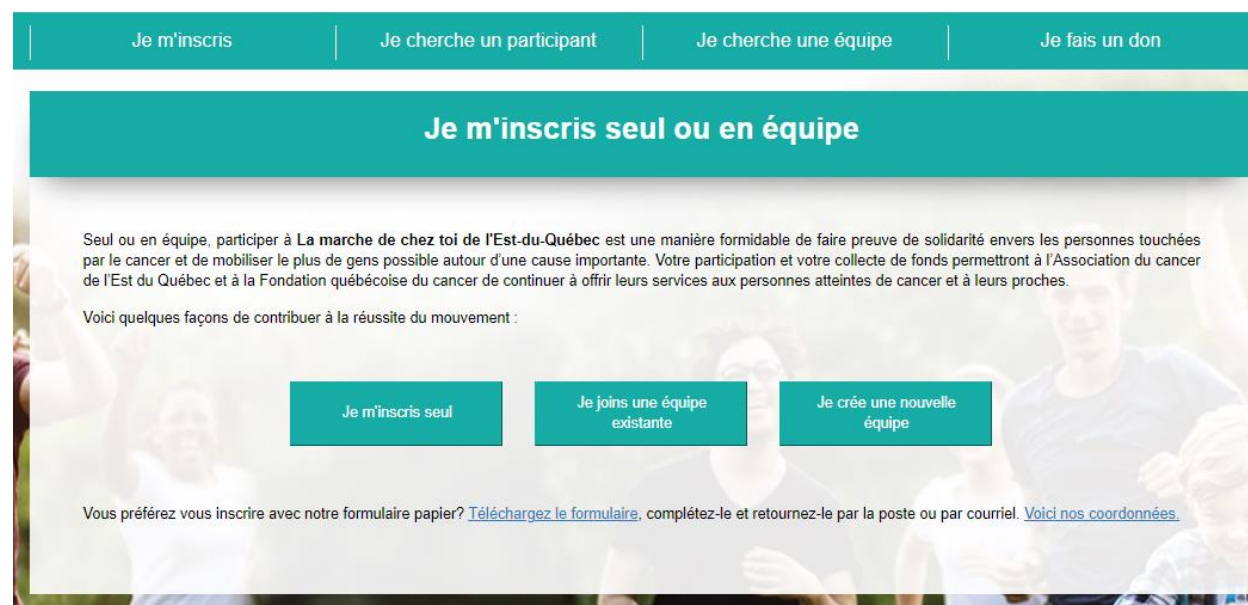 Je m'inscris
Je cherche un participant
Je cherche une équipe
Je fais un don
Je m'inscris seul ou en équipe
Seul ou en équipe, participer à La marche de chez toi de l'Est-du-Québec est une manière formidable de faire preuve de solidarité envers les personnes touchées
par le cancer et de mobiliser le plus de gens possible autour d'une cause importante. Votre participation et votre collecte de fonds permettront à l'Association du cancer
de l'Est du Québec et à la Fondation québécoise du cancer de continuer à offrir leurs services aux personnes atteintes de cancer et à leurs proches.
Voici quelques façons de contribuer à la réussite du mouvement :
Je m'inscris seul
Je joins une équipe
existante
Je crée une nouvelle
équipe
Vous préférez vous inscrire avec notre formulaire papier? Téléchargez le formulaire, complétez-le et retournez-le par la poste ou par courriel. Voici nos coordonnées.